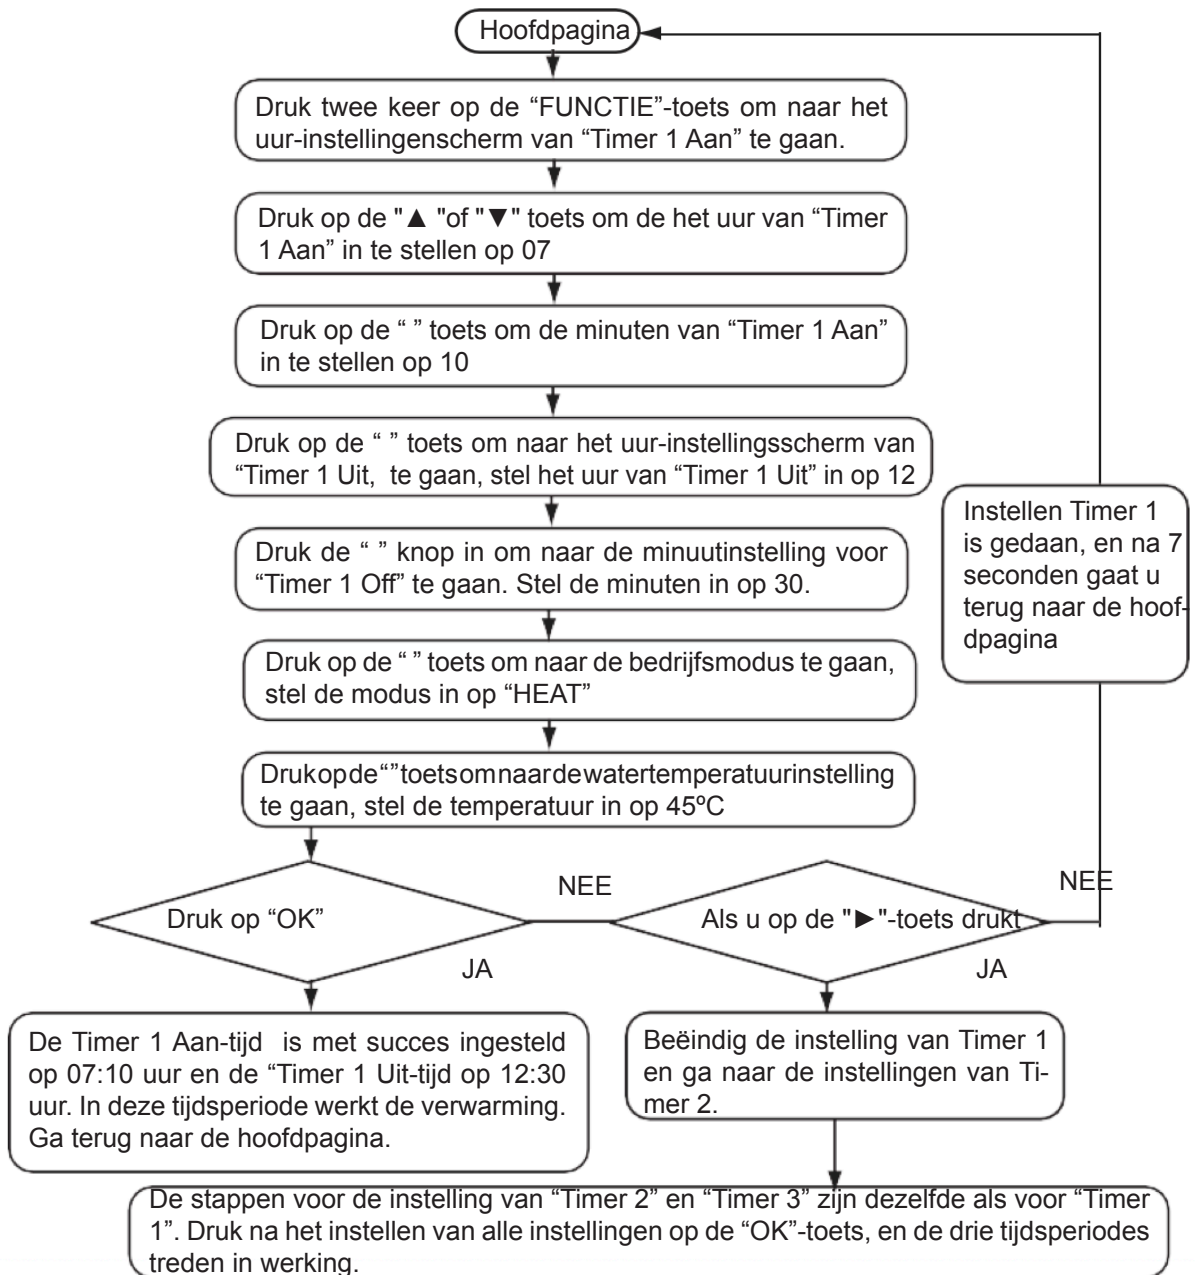 Hoofdpagina
Druk twee keer op de “FUNCTIE”-toets om naar het
uur-instellingenscherm van “Timer 1 Aan” te gaan.
Druk op de "▲ "of "▼" toets om de het uur van “Timer
1 Aan” in te stellen op 07
Druk op de “ ” toets om de minuten van “Timer 1 Aan”
in te stellen op 10
Druk op de “ ” toets om naar het uur-instellingsscherm van
“Timer 1 Uit, te gaan, stel het uur van “Timer 1 Uit” in op 12
Druk de “ ” knop in om naar de minuutinstelling voor
“Timer 1 Off” te gaan. Stel de minuten in op 30.
Druk op de “ ” toets om naar de bedrijfsmodus te gaan,
stel de modus in op “HEAT”
Druk op de “ ” toets om naar de watertemperatuurinstelling
te gaan, stel de temperatuur in op 45ºC
Instellen Timer 1
is gedaan, en na 7
seconden gaat u
terug naar de hoof-
dpagina
Druk op “OK”
NEE
Als u op de "►"-toets drukt
NEE
JA
JA
De Timer 1 Aan-tijd is met succes ingesteld
op 07:10 uur en de “Timer 1 Uit-tijd op 12:30
uur. In deze tijdsperiode werkt de verwarming.
Ga terug naar de hoofdpagina.
Beëindig de instelling van Timer 1
en ga naar de instellingen van Ti-
mer 2.
De stappen voor de instelling van “Timer 2” en “Timer 3” zijn dezelfde als voor “Timer
1”. Druk na het instellen van alle instellingen op de “OK”-toets, en de drie tijdsperiodes
treden in werking.